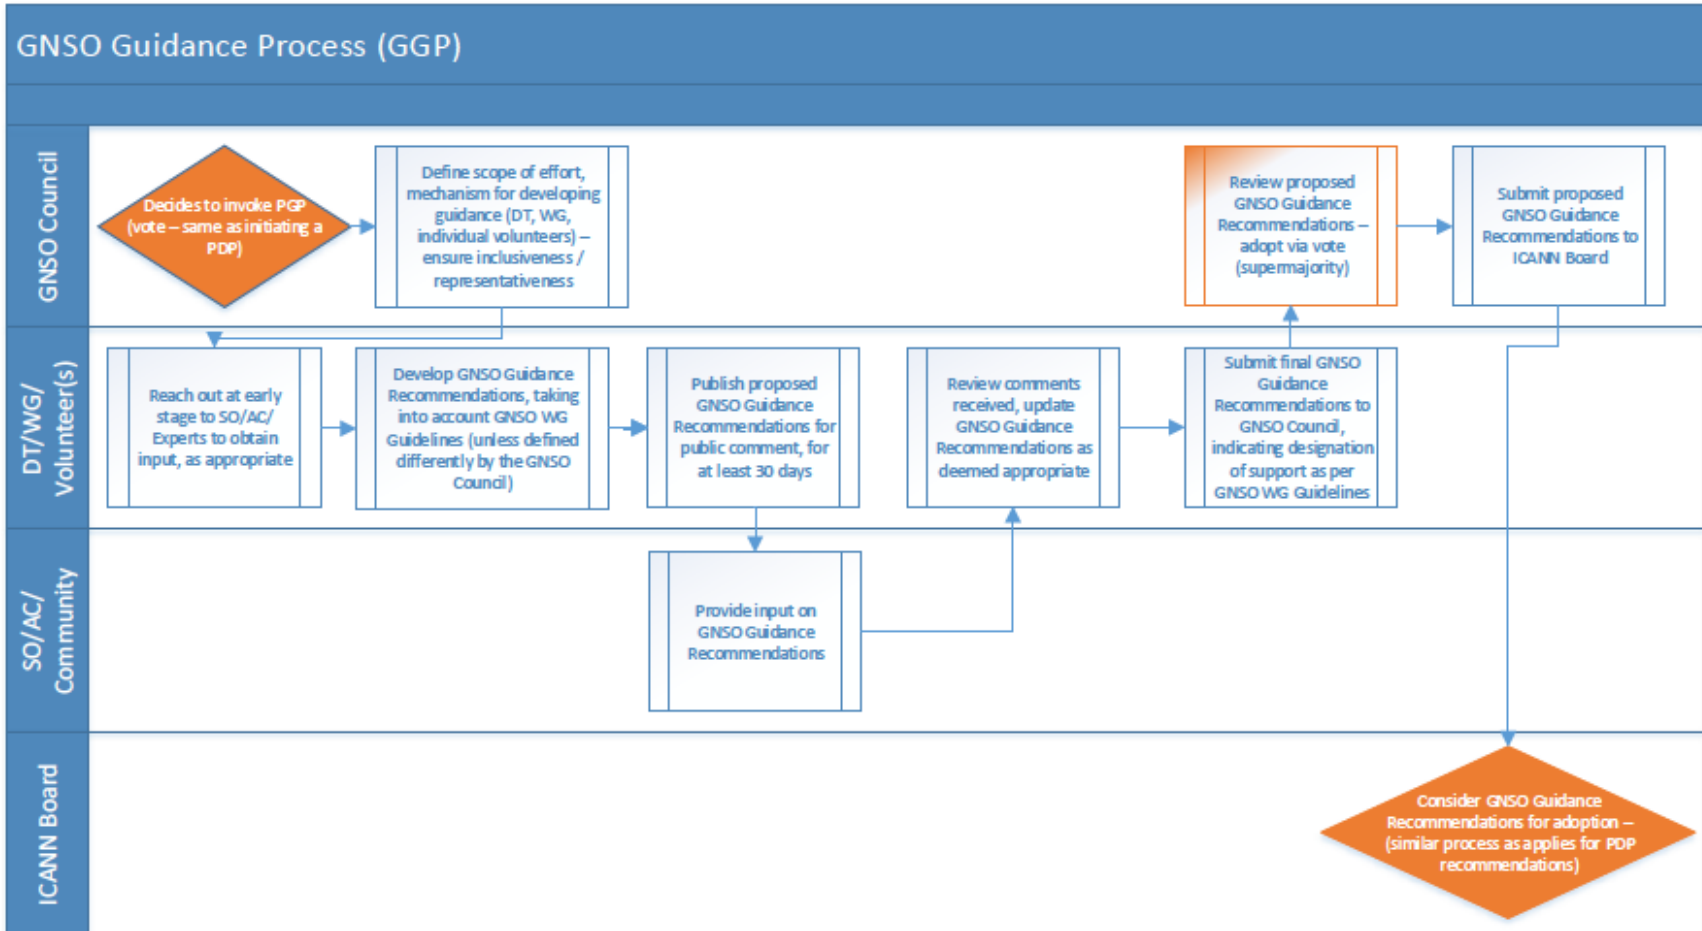 GNSO Guidance Process (GGP)
GNSO Council
Decides to invoke PGP
(vote – same as initiating a
PDP)
Define scope of effort,
mechanism for developing
guidance (DT, WG,
individual volunteers) –
ensure inclusiveness /
representativeness
Review proposed
GNSO Guidance
Recommendations –
adopt via vote
(supermajority)
Submit proposed
GNSO Guidance
Recommendations to
ICANN Board
DT/WG/
Volunteer(s)
Reach out at early
stage to SO/AC/
Experts to obtain
input, as appropriate
Develop GNSO Guidance
Recommendations, taking
into account GNSO WG
Guidelines (unless defined
differently by the GNSO
Council)
Publish proposed
GNSO Guidance
Recommendations for
public comment, for
at least 30 days
Review comments
received, update
GNSO Guidance
Recommendations as
deemed appropriate
Submit final GNSO
Guidance
Recommendations to
GNSO Council,
indicating designation
of support as per
GNSO WG Guidelines
SO/AC/
Community
Provide input on
GNSO Guidance
Recommendations
ICANN Board
Consider GNSO Guidance
Recommendations for adoption –
(similar process as applies for PDP
recommendations)